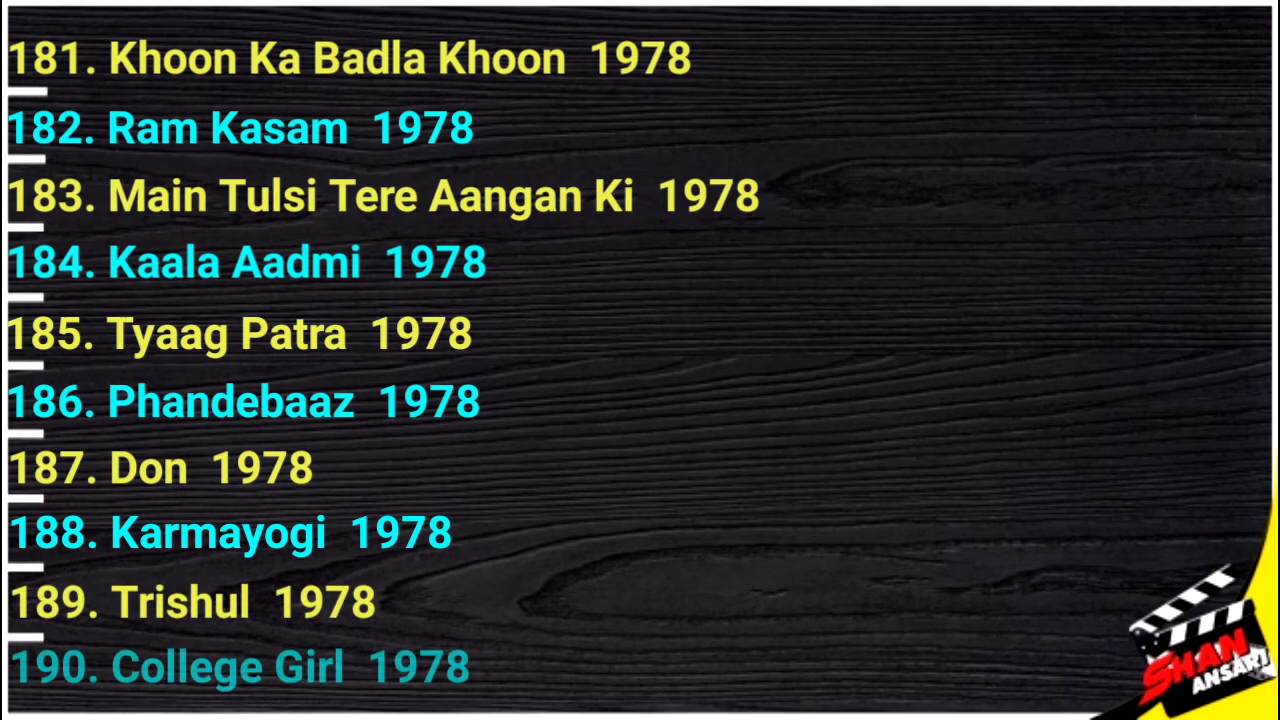 181. Khoon Ka Badla Khoon 1978
182. Ram Kasam 1978
183. Main Tulsi Tere Aangan Ki 1978
184. Kaala Aadmi 1978
185. Tyaag Patra 1978
186. Phandebaaz 1978
187. Don 1978
188. Karmayogi 1978
189. Trishul 1978
190. College Girl 1978
SHAN
ANSARI